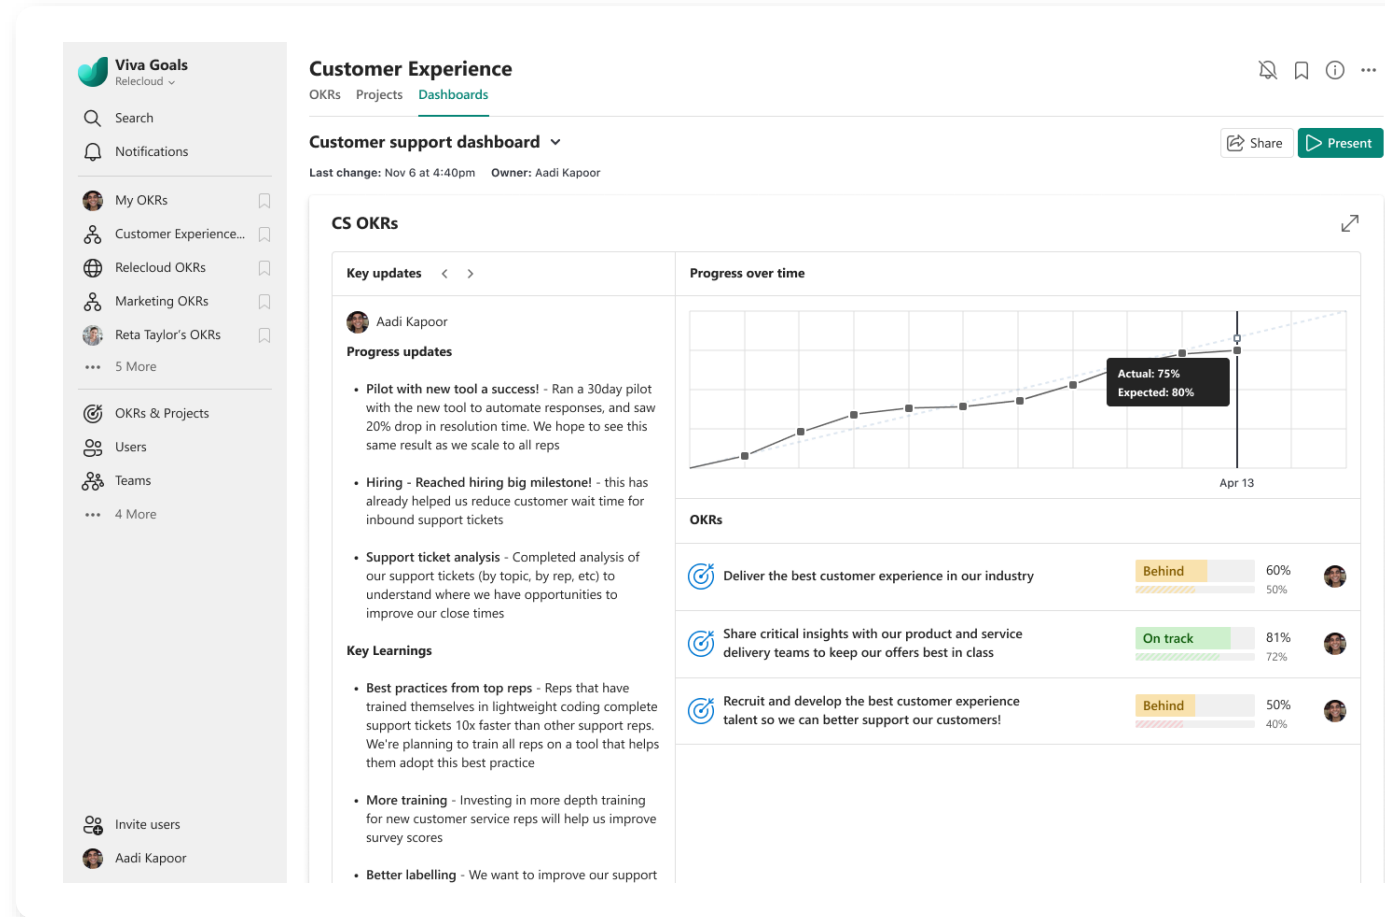 Viva Goals
Relecloud
Search
Notifications
My OKRs
Customer Experience...
Relecloud OKRs
Marketing OKRs
Reta Taylor's OKRs
5 More
OKRs & Projects
Users
Teams
4 More
Invite users
Aadi Kapoor
Customer Experience
OKRs Projects Dashboards
Customer support dashboard
Share
Present
Last change: Nov 6 at 4:40pm Owner: Aadi Kapoor
CS OKRs
Key updates
Aadi Kapoor
Progress updates
• Pilot with new tool a success! - Ran a 30day pilot
with the new tool to automate responses, and saw
20% drop in resolution time. We hope to see this
same result as we scale to all reps
• Hiring - Reached hiring big milestone! - this has
already helped us reduce customer wait time for
inbound support tickets
• Support ticket analysis - Completed analysis of
our support tickets (by topic, by rep, etc) to
understand where we have opportunities to
improve our close times
Key Learnings
• Best practices from top reps - Reps that have
trained themselves in lightweight coding complete
support tickets 10x faster than other support reps.
We're planning to train all reps on a tool that helps
them adopt this best practice
• More training - Investing in more depth training
for new customer service reps will help us improve
survey scores
• Better labelling - We want to improve our support
Progress over time
Actual: 75%
Expected: 80%
Apr 13
OKRs
Deliver the best customer experience in our industry
Behind
60%
50%
Share critical insights with our product and service
delivery teams to keep our offers best in class
On track
81%
72%
Recruit and develop the best customer experience
talent so we can better support our customers!
Behind
50%
40%